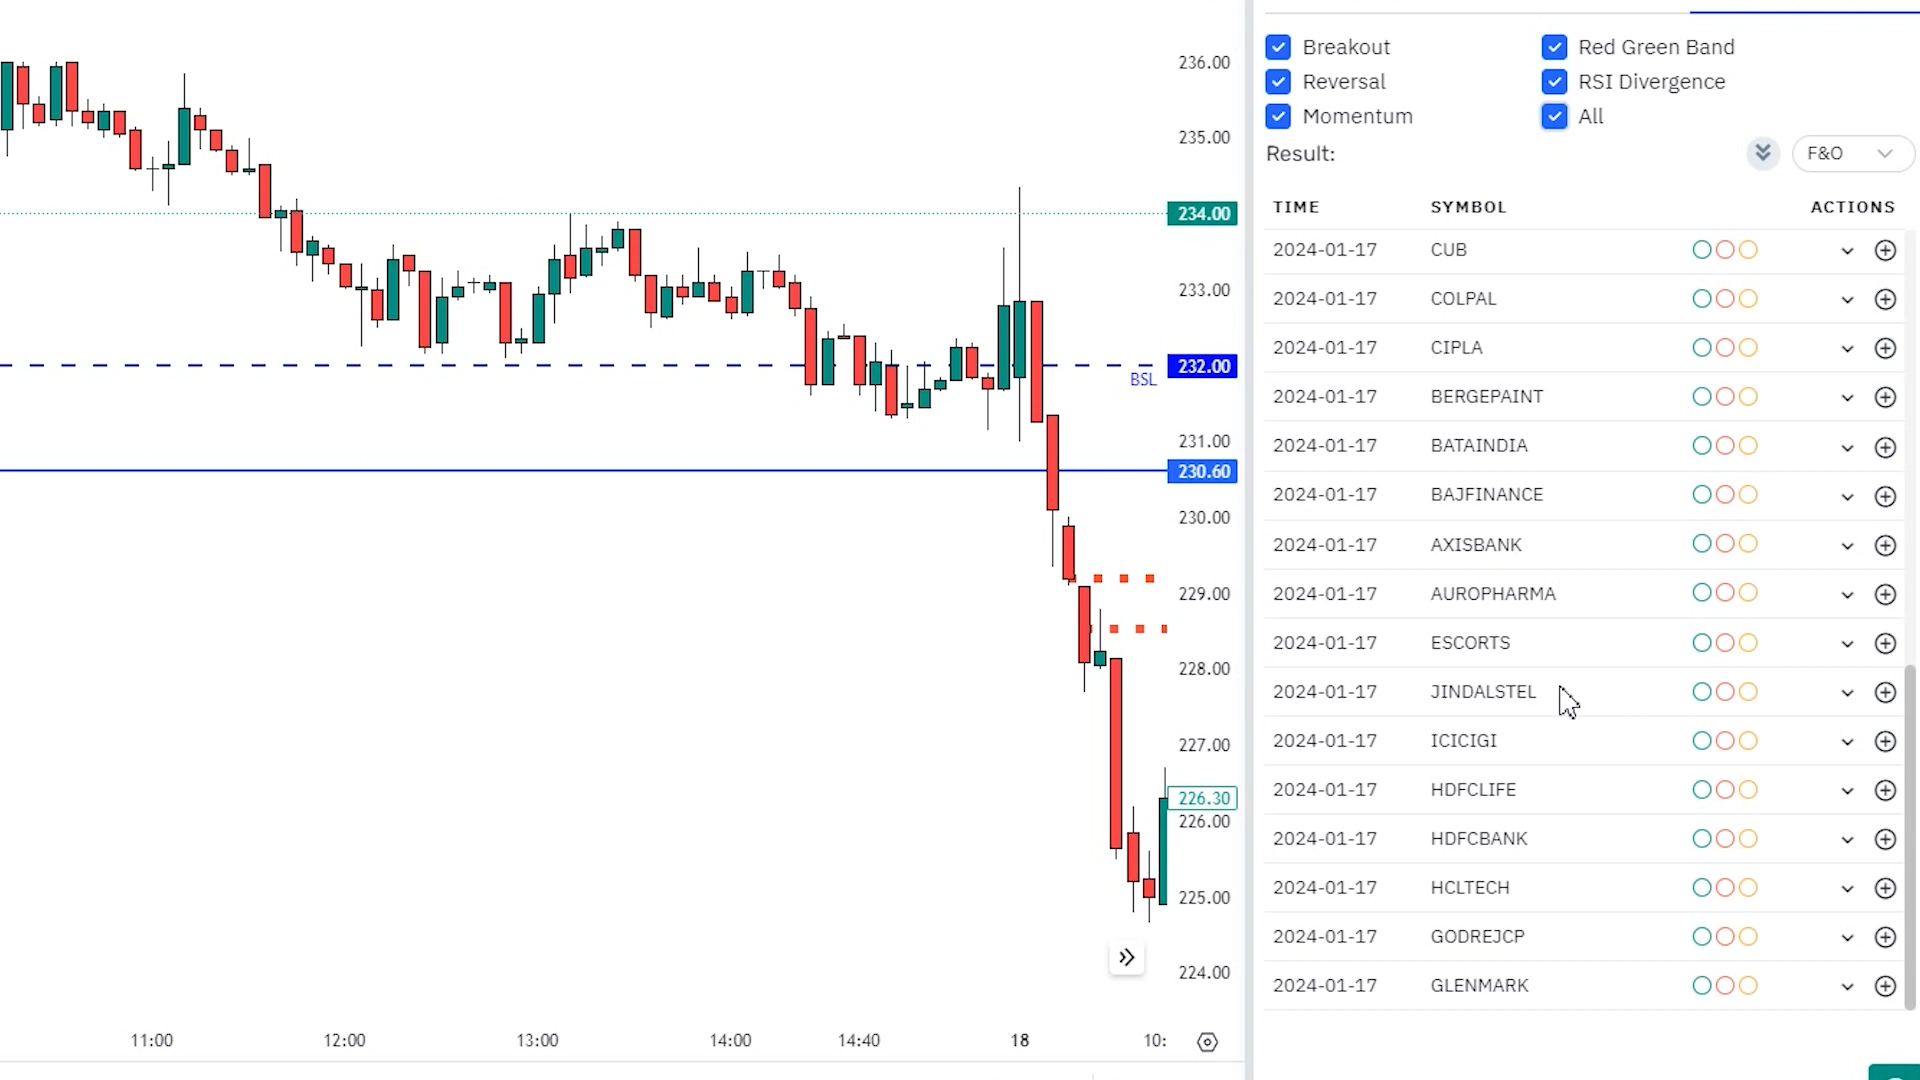 236.00
235.00
234.00
233.00
232.00
BSL
231.00
230.60
230.00
229.00
228.00
227.00
226.30
226.00
225.00
224.00
11:00 12:00 13:00 14:00 14:40 18 10:
Breakout Red Green Band
Reversal RSI Divergence
Momentum All
Result: F&O
TIME SYMBOL ACTIONS
2024-01-17 CUB
2024-01-17 COLPAL
2024-01-17 CIPLA
2024-01-17 BERGEPAINT
2024-01-17 BATAINDIA
2024-01-17 BAJFINANCE
2024-01-17 AXISBANK
2024-01-17 AUROPHARMA
2024-01-17 ESCORTS
2024-01-17 JINDALSTEL
2024-01-17 ICICIGI
2024-01-17 HDFCLIFE
2024-01-17 HDFCBANK
2024-01-17 HCLTECH
2024-01-17 GODREJCP
2024-01-17 GLENMARK